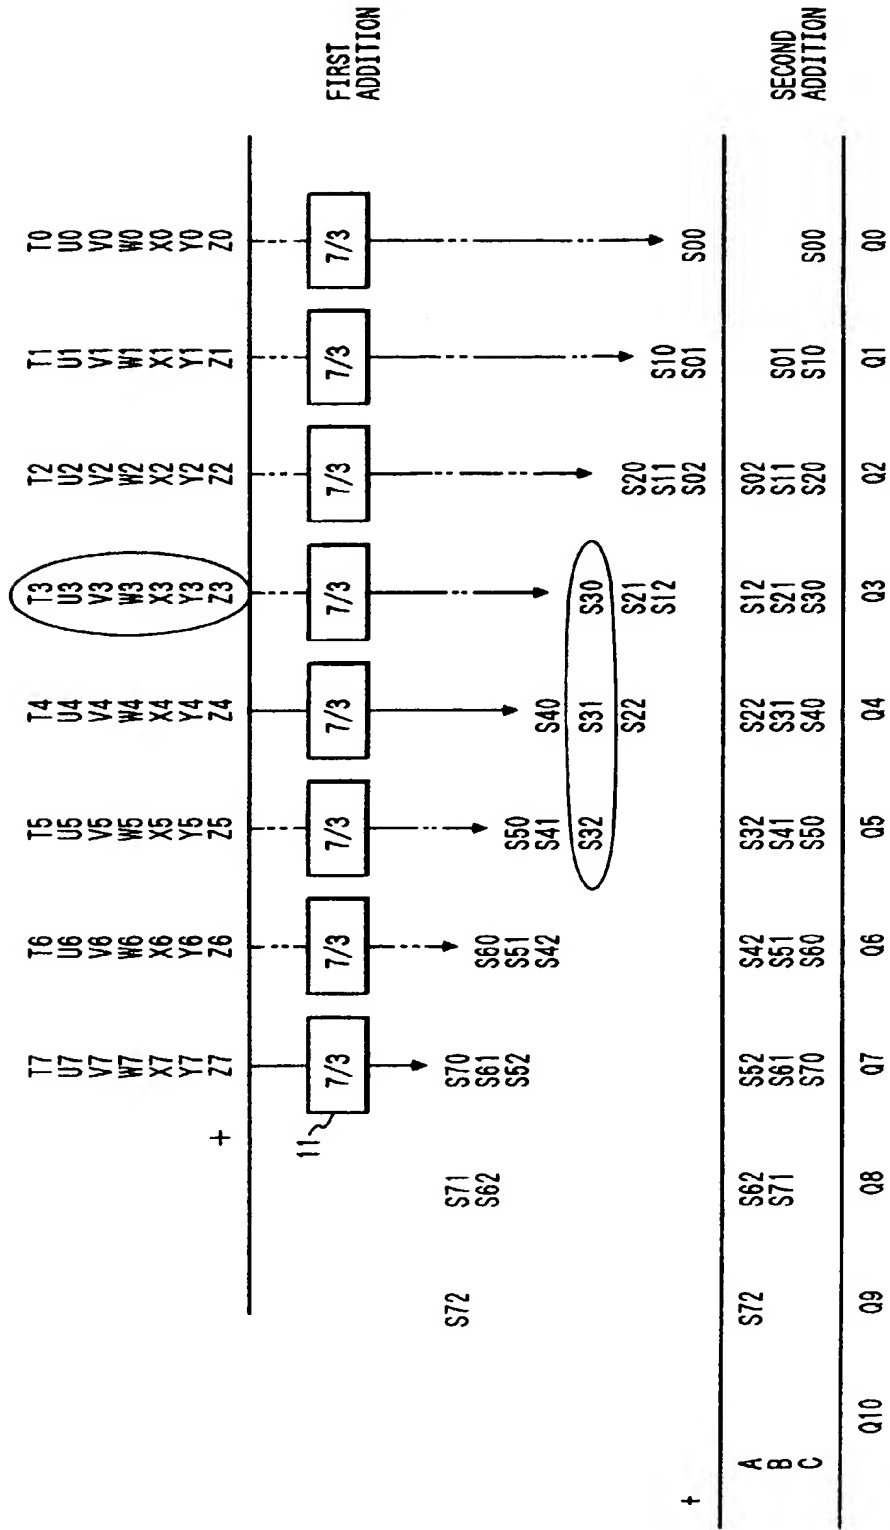 T7 T6 T5 T4 T3 T2 T1 T0
U7 U6 U5 U4 U3 U2 U1 U0
V7 V6 V5 V4 V3 V2 V1 V0
W7 W6 W5 W4 W3 W2 W1 W0
X7 X6 X5 X4 X3 X2 X1 X0
Y7 Y6 Y5 Y4 Y3 Y2 Y1 Y0
+ Z7 Z6 Z5 Z4 Z3 Z2 Z1 Z0
11
7/3 7/3 7/3 7/3 7/3 7/3 7/3 7/3
FIRST
ADDITION
S72 S71 S70
S62 S61 S60
S52 S51 S50
S42 S41 S40
S32 S31 S30
S22 S21 S20
S12 S11 S10
+ S02 S01 S00
A S72 S62 S52 S42 S32 S22 S12 S02
B S71 S61 S51 S41 S31 S21 S11 S01
C S70 S60 S50 S40 S30 S20 S10 S00
SECOND
ADDITION
Q10 Q9 Q8 Q7 Q6 Q5 Q4 Q3 Q2 Q1 Q0